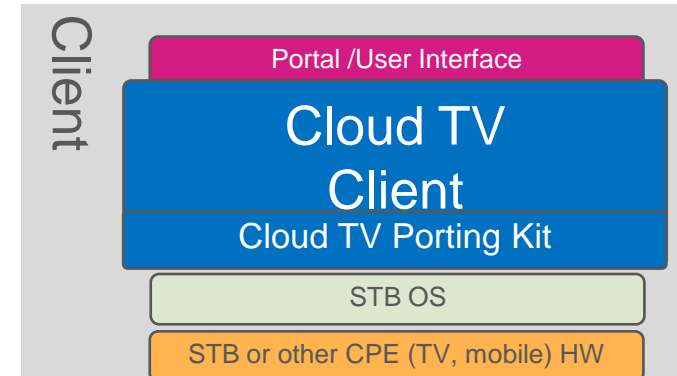 Client
Portal /User Interface
Cloud TV
Client
Cloud TV Porting Kit
STB OS
STB or other CPE (TV, mobile) HW